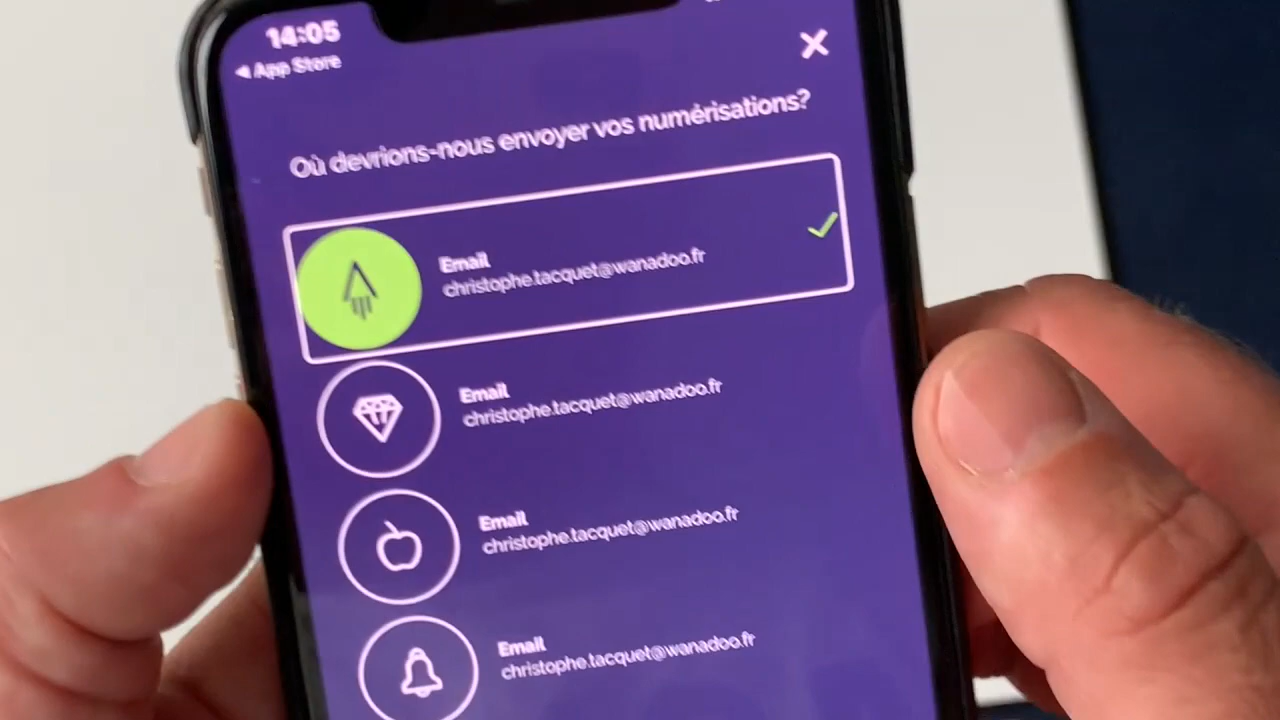 14:05
◀ App Store
Où devrions-nous envoyer vos numérisations?
Email
christophe.tacquet@wanadoo.fr
Email
christophe.tacquet@wanadoo.fr
Email
christophe.tacquet@wanadoo.fr
Email
christophe.tacquet@wanadoo.fr